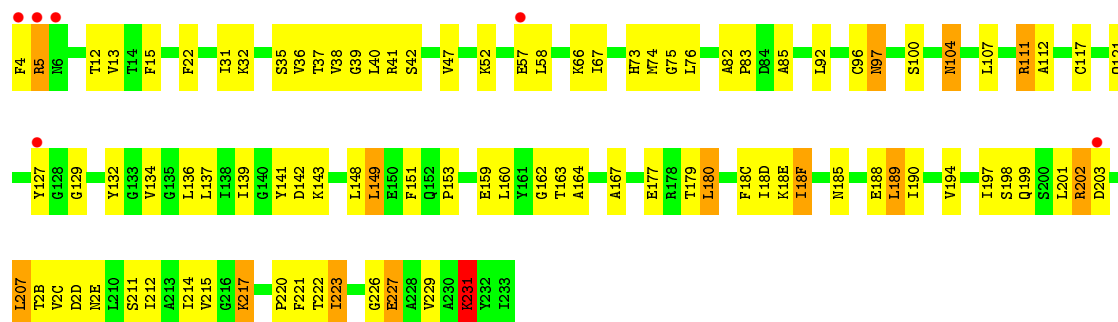 F4 R5 N6 T12 V13 T14 F15 F22 I31 K32 S35 V36 T37 V38 G39 L40 R41 S42 V47 K52 E57 L58 K66 I67 H73 M74 G75 L76 A82 P83 D84 A85 L92 C96 N97 S100 N104 L107 R111 A112 C117
Y127 G128 G129 Y132 G133 V134 G135 L136 L137 I138 I139 G140 Y141 D142 K143 L148 L149 E150 F151 Q152 P153 E159 L160 Y161 G162 T163 A164 A167 E177 R178 T179 L180 F18C I18D K18E I18F N185 E188 L189 I190 V194 I197 S198 Q199 S200 L201 R202 D203
L207 T2B V2C D2D N2E L210 S211 I212 A213 I214 V215 G216 K217 P220 F221 T222 I223 G226 E227 A228 V229 A230 K231 Y232 I233